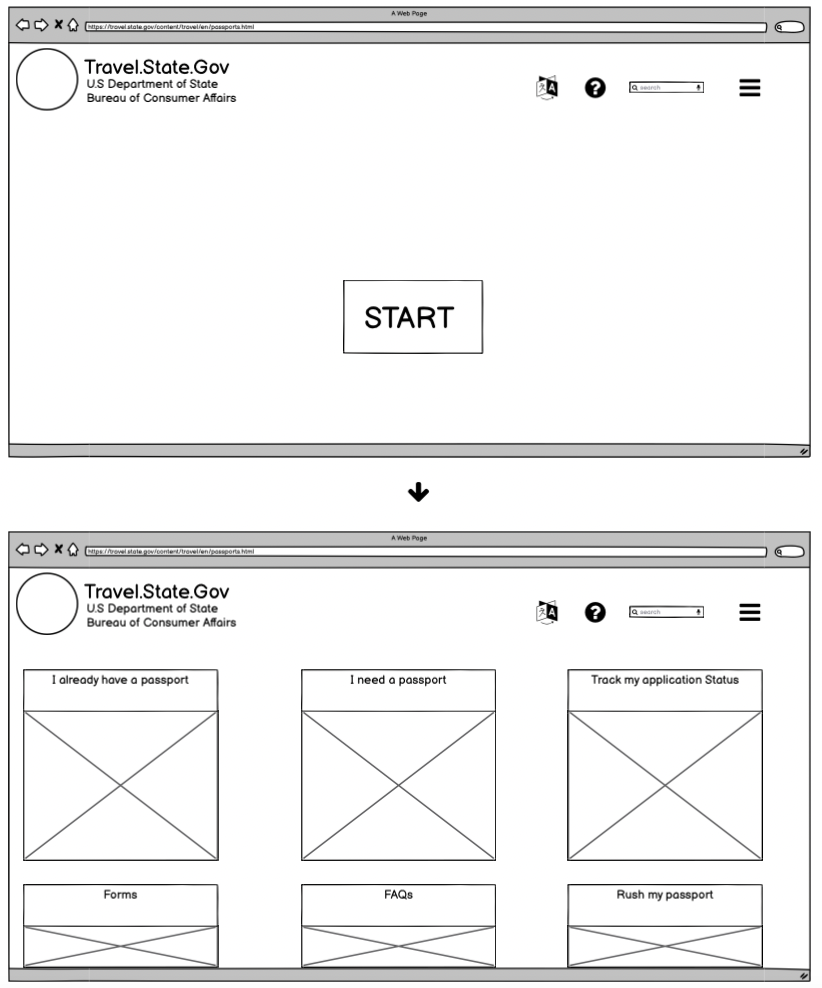 A Web Page
https://travel.state.gov/content/travel/en/passports.html
Travel.State.Gov
U.S Department of State
Bureau of Consumer Affairs
文 A
?
search
START
A Web Page
https://travel.state.gov/content/travel/en/passports.html
Travel.State.Gov
U.S Department of State
Bureau of Consumer Affairs
文 A
?
search
I already have a passport
I need a passport
Track my application Status
Forms
FAQs
Rush my passport